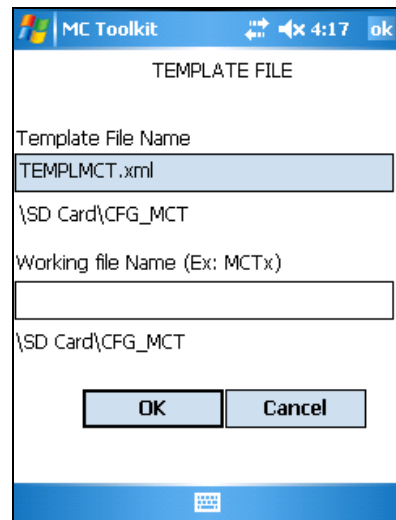 MC Toolkit 4:17 ok
TEMPLATE FILE
Template File Name
TEMPLMCT.xml
\SD Card\CFG_MCT
Working file Name (Ex: MCTx)
\SD Card\CFG_MCT
OK Cancel